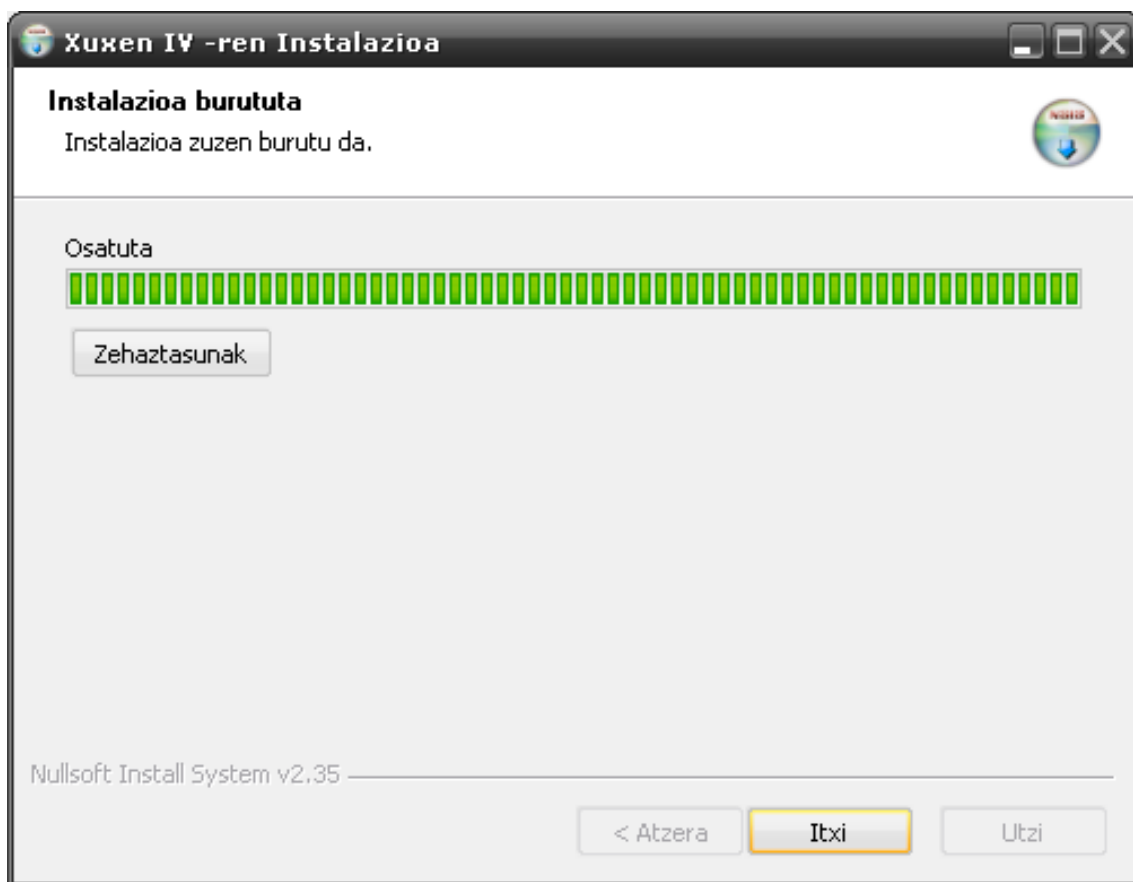 Xuxen IV -ren Instalazioa
Instalazioa burututa
Instalazioa zuzen burutu da.
Osatuta
Zehaztasunak
Nullsoft Install System v2.35
< Atzera
Itxi
Utzi